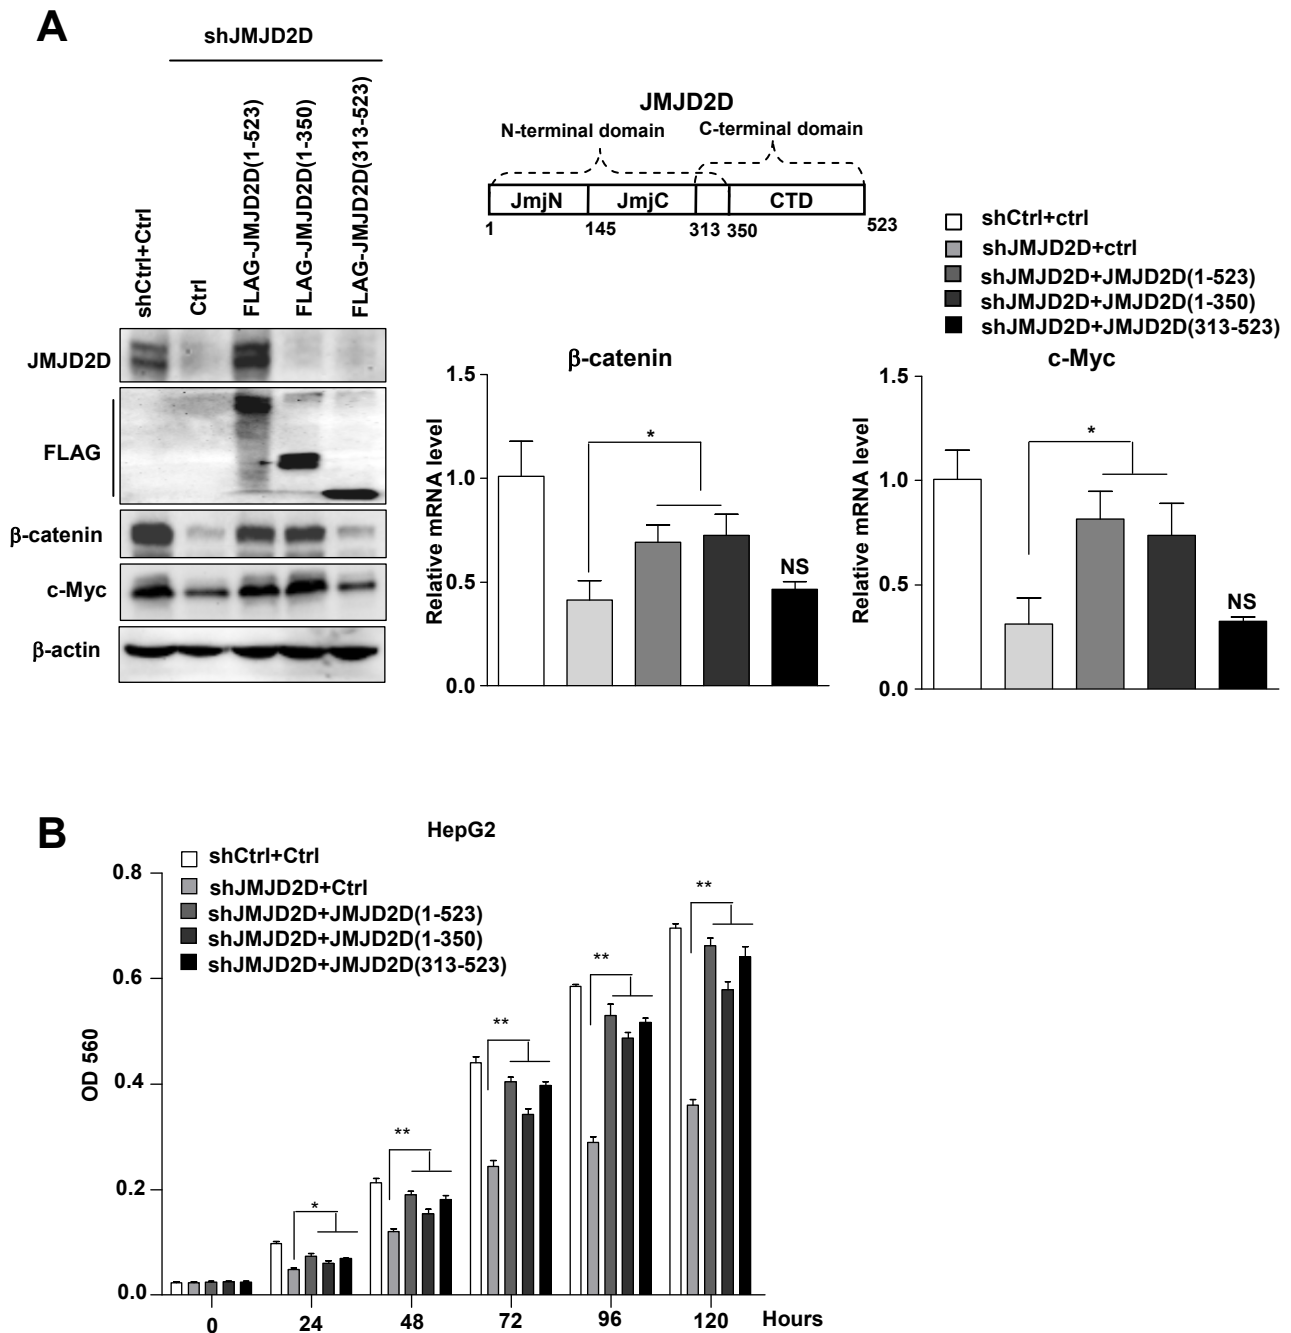 A
shJMJD2D
shCtrl+Ctrl
Ctrl
FLAG-JMJD2D(1-523)
FLAG-JMJD2D(1-350)
FLAG-JMJD2D(313-523)
JMJD2D
FLAG
β-catenin
c-Myc
β-actin
JMJD2D
N-terminal domain
C-terminal domain
JmjN
JmjC
CTD
1
145
313
350
523
shCtrl+ctrl
shJMJD2D+ctrl
shJMJD2D+JMJD2D(1-523)
shJMJD2D+JMJD2D(1-350)
shJMJD2D+JMJD2D(313-523)
β-catenin
Relative mRNA level
1.5
1.0
0.5
0.0
*
NS
c-Myc
Relative mRNA level
1.5
1.0
0.5
0.0
*
NS
B
HepG2
shCtrl+Ctrl
shJMJD2D+Ctrl
shJMJD2D+JMJD2D(1-523)
shJMJD2D+JMJD2D(1-350)
shJMJD2D+JMJD2D(313-523)
OD 560
0.8
0.6
0.4
0.2
0.0
*
**
**
**
**
0
24
48
72
96
120
Hours